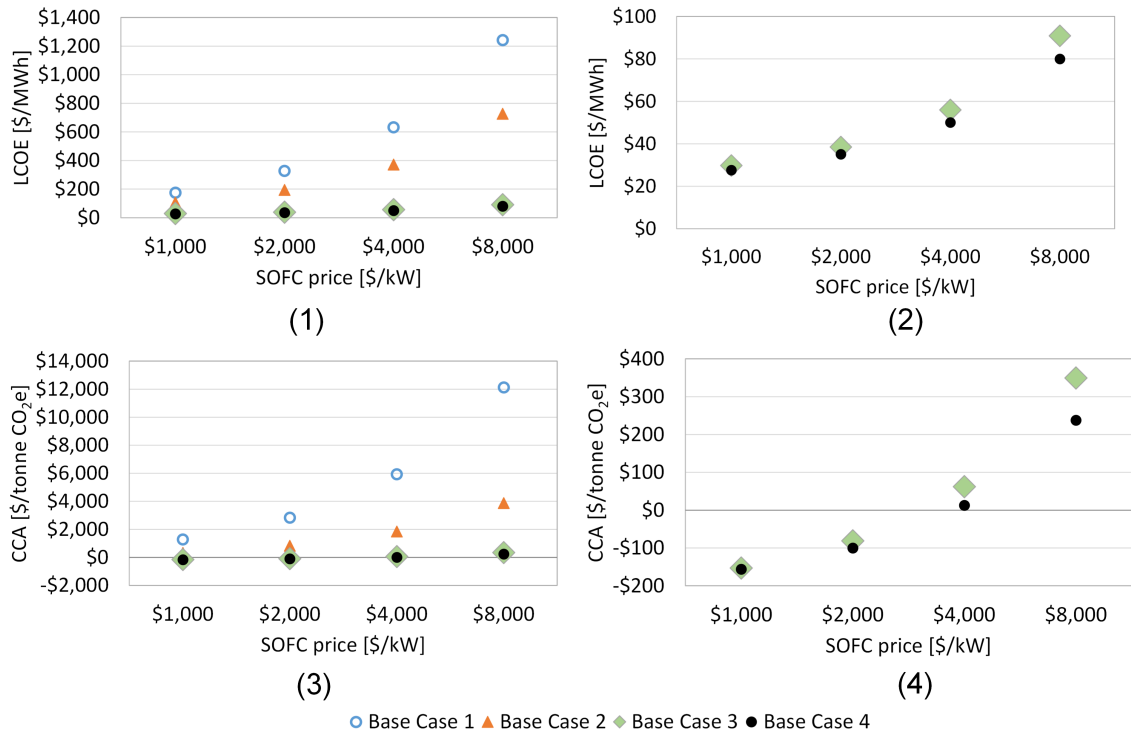 $1,400
$1,200
$1,000
$800
$600
$400
$200
$0
LCOE [$/MWh]
$1,000 $2,000 $4,000 $8,000
SOFC price [$/kW]
(1)
$100
$80
$60
$40
$20
$0
LCOE [$/MWh]
$1,000 $2,000 $4,000 $8,000
SOFC price [$/kW]
(2)
$14,000
$12,000
$10,000
$8,000
$6,000
$4,000
$2,000
$0
-$2,000
CCA [$/tonne CO₂e]
$1,000 $2,000 $4,000 $8,000
SOFC price [$/kW]
(3)
$400
$300
$200
$100
$0
-$100
-$200
CCA [$/tonne CO₂e]
$1,000 $2,000 $4,000 $8,000
SOFC price [$/kW]
(4)
Base Case 1 Base Case 2 Base Case 3 Base Case 4